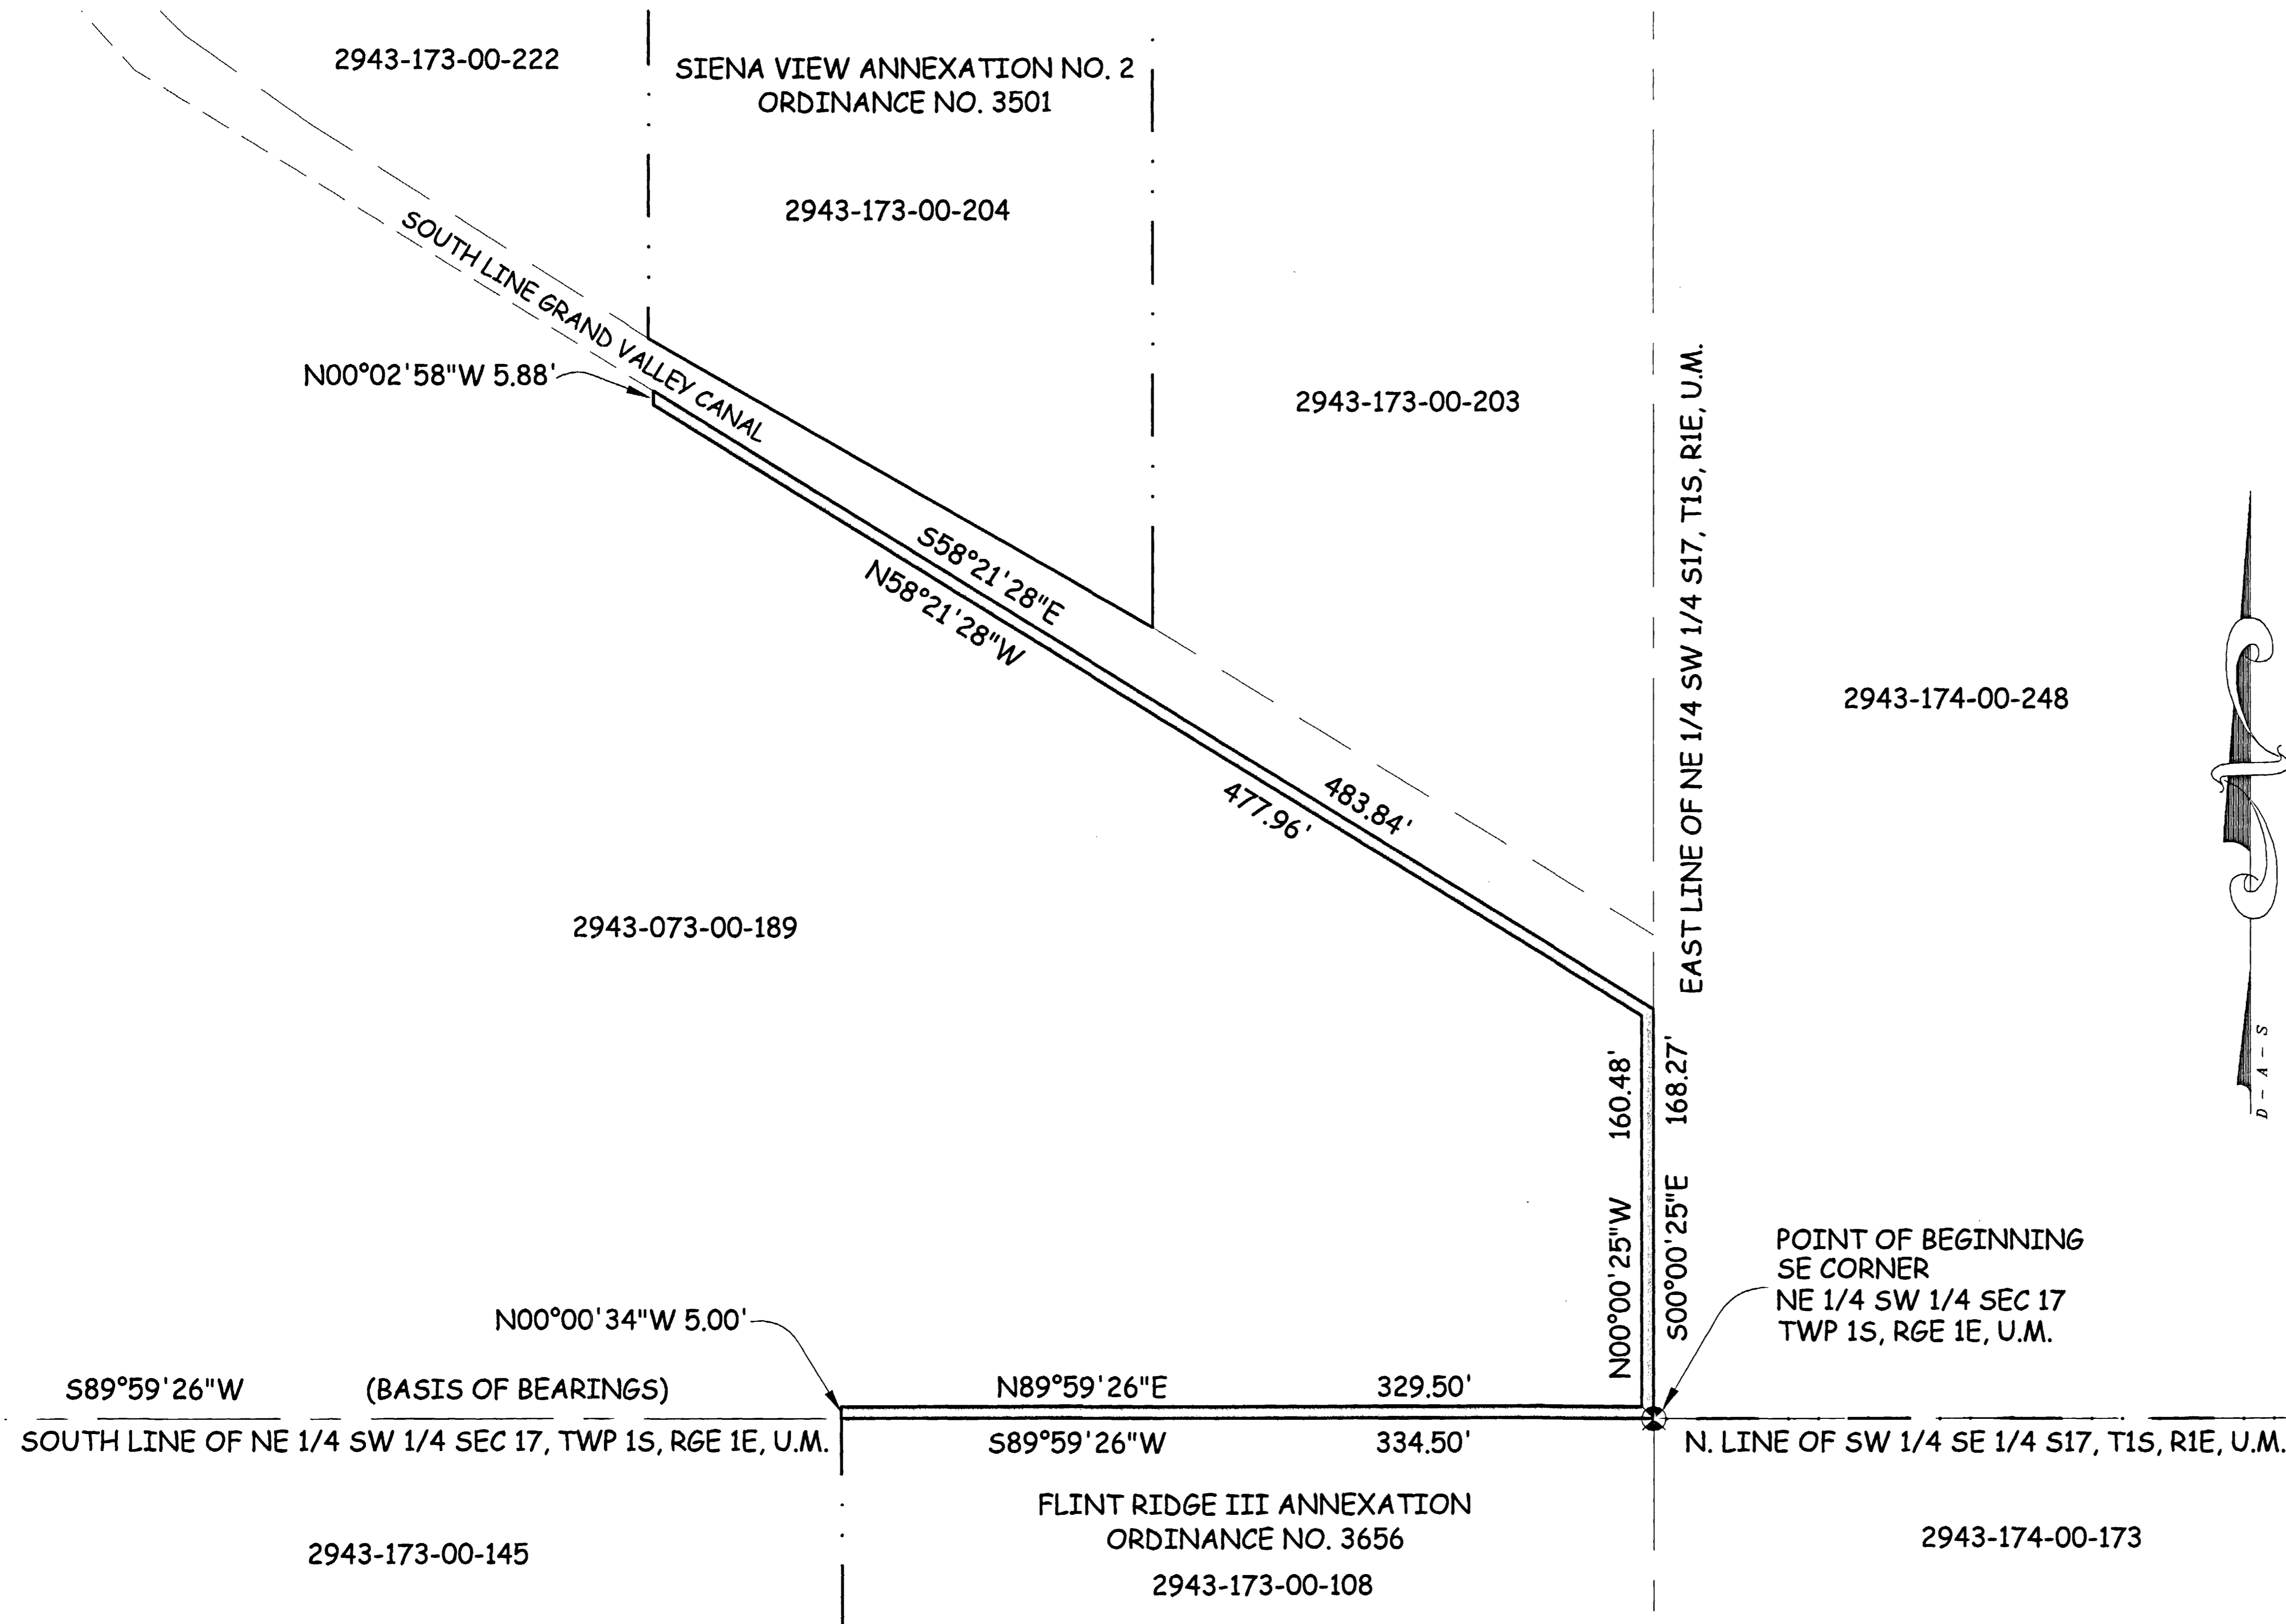 2943-173-00-222
SIENA VIEW ANNEXATION NO. 2
ORDINANCE NO. 3501
2943-173-00-204
SOUTH LINE GRAND VALLEY CANAL
N00°02'58"W 5.88'
2943-173-00-203
EAST LINE OF NE 1/4 SW 1/4 S17, T1S, R1E, U.M.
S58°21'28"E
N58°21'28"W
2943-174-00-248
483.84'
477.96'
2943-073-00-189
D - A - S
160.48'
168.27'
N00°00'25"W
S00°00'25"E
POINT OF BEGINNING
SE CORNER
NE 1/4 SW 1/4 SEC 17
TWP 1S, RGE 1E, U.M.
N00°00'34"W 5.00'
S89°59'26"W (BASIS OF BEARINGS)
N89°59'26"E 329.50'
SOUTH LINE OF NE 1/4 SW 1/4 SEC 17, TWP 1S, RGE 1E, U.M.
S89°59'26"W 334.50'
N. LINE OF SW 1/4 SE 1/4 S17, T1S, R1E, U.M.
FLINT RIDGE III ANNEXATION
ORDINANCE NO. 3656
2943-173-00-145
2943-173-00-108
2943-174-00-173